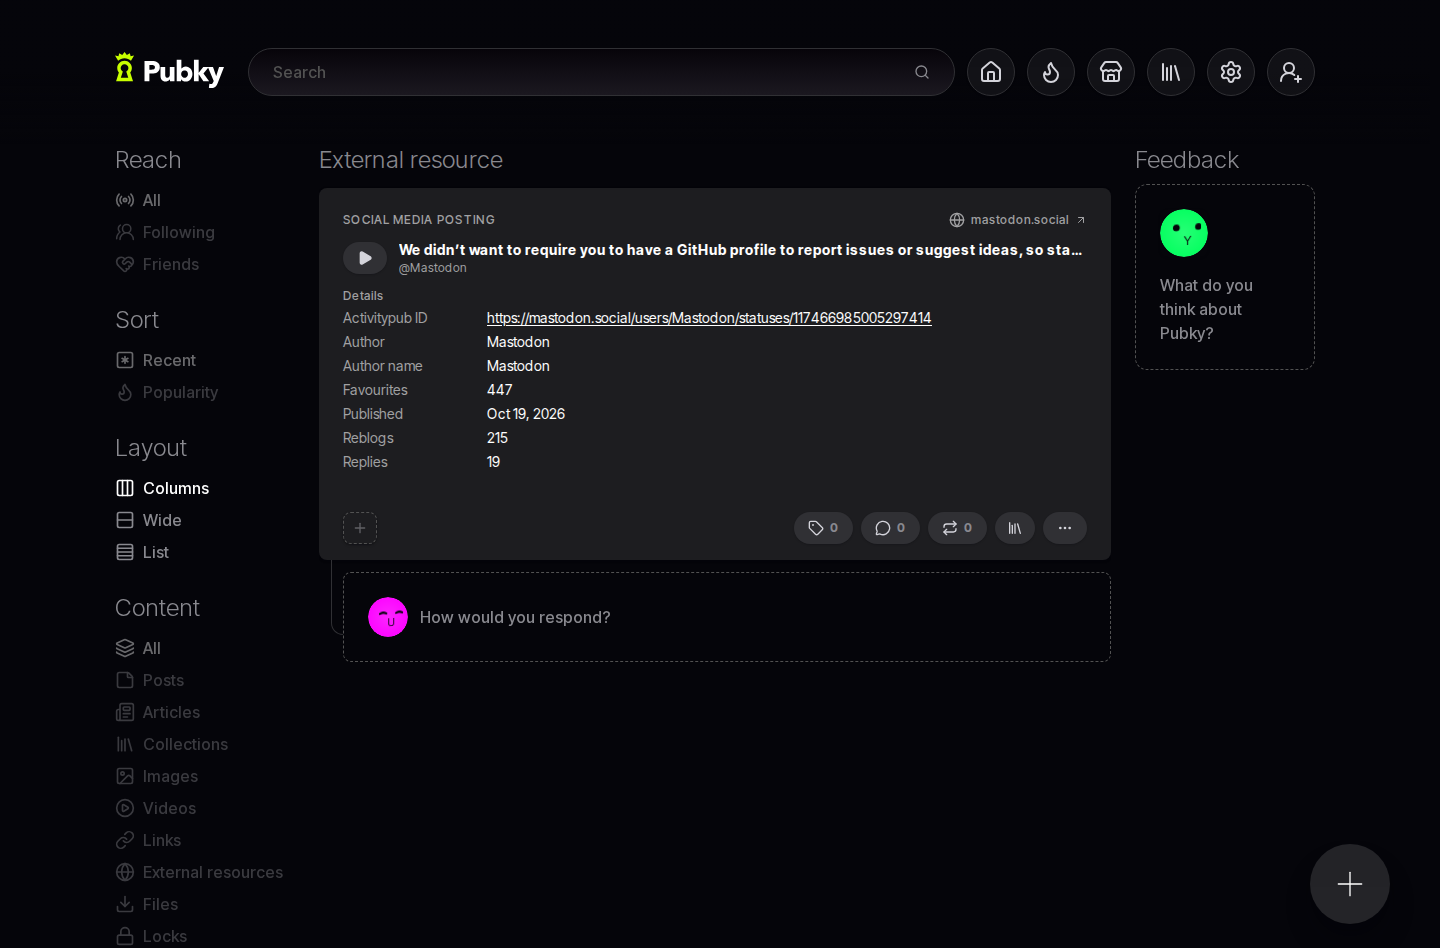 Pubky
Search
Reach
All
Following
Friends
Sort
Recent
Popularity
Layout
Columns
Wide
List
Content
All
Posts
Articles
Collections
Images
Videos
Links
External resources
Files
Locks
External resource
SOCIAL MEDIA POSTING
mastodon.social
We didn’t want to require you to have a GitHub profile to report issues or suggest ideas, so sta...
@Mastodon
Details
Activitypub ID https://mastodon.social/users/Mastodon/statuses/117466985005297414
Author Mastodon
Author name Mastodon
Favourites 447
Published Oct 19, 2026
Reblogs 215
Replies 19
0 0 0
How would you respond?
Feedback
What do you
think about
Pubky?